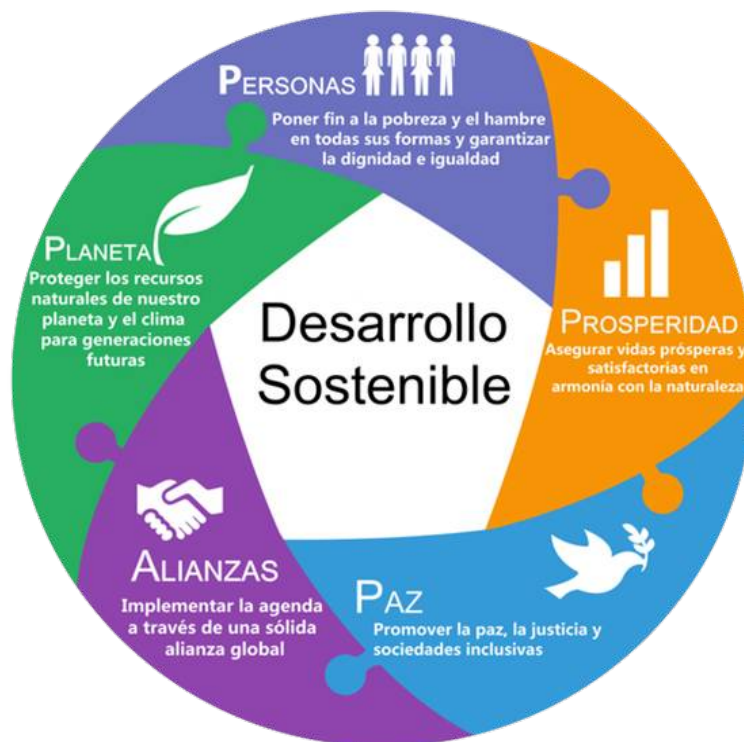 PERSONAS
Poner fin a la pobreza y el hambre
en todas sus formas y garantizar
la dignidad e igualdad
PROSPERIDAD
Asegurar vidas prósperas y
satisfactorias en
armonía con la naturaleza
PAZ
Promover la paz, la justicia y
sociedades inclusivas
ALIANZAS
Implementar la agenda
a través de una sólida
alianza global
PLANETA
Proteger los recursos
naturales de nuestro
planeta y el clima
para generaciones
futuras
Desarrollo
Sostenible